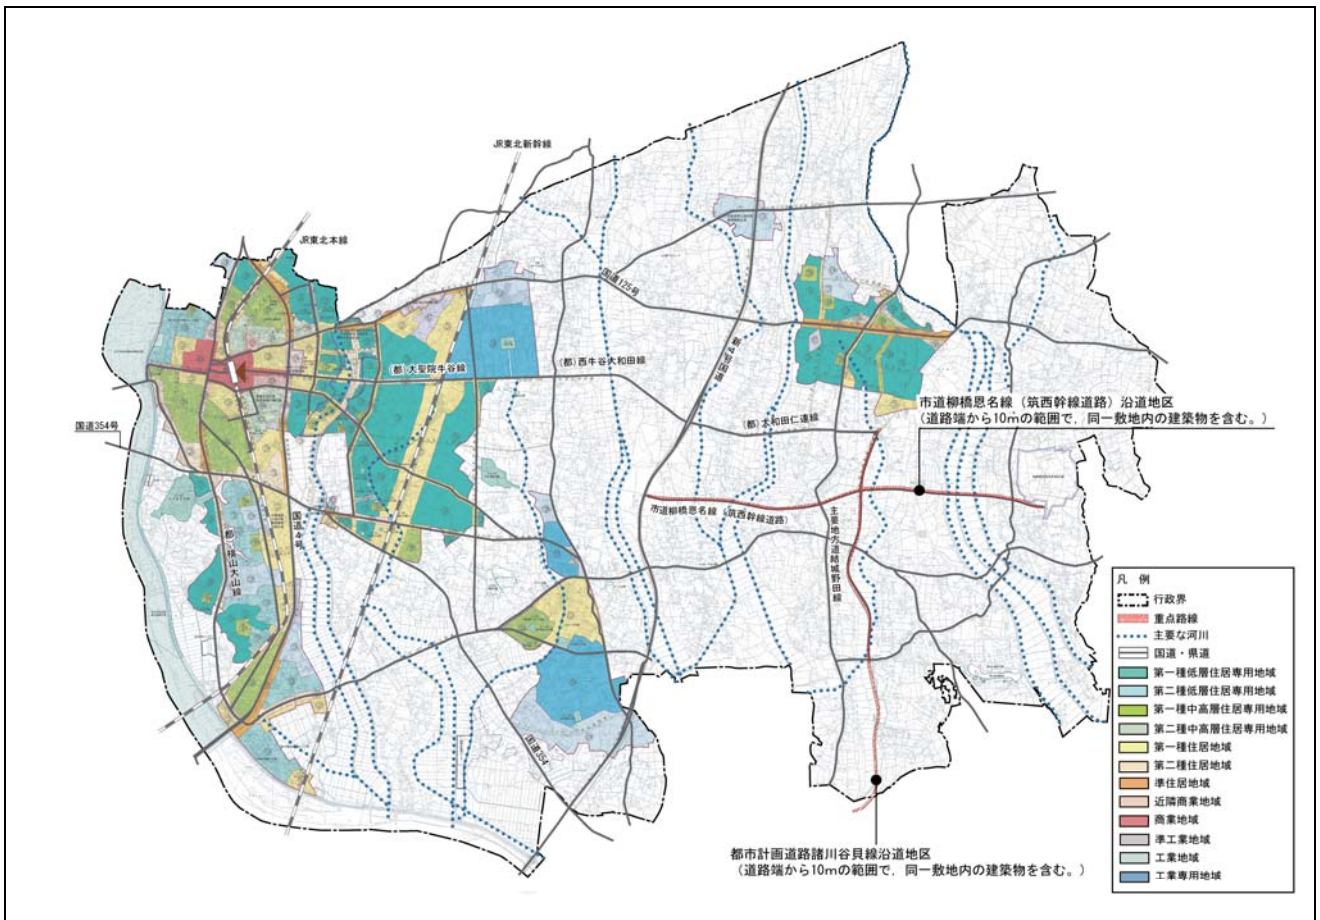 JR東北新幹線
JR東北本線
国道125号
(都)西牛谷大和田線
(都)大聖院牛谷線
新4号国道
市道柳橋恩名線(筑西幹線道路)沿道地区
(道路端から10mの範囲で,同一敷地内の建築物を含む。)
(都)大和田仁連線
国道354号
市道柳橋恩名線(筑西幹線道路)
国道4号
主要地方道結城野田線
(都)横山大山線
国道354
都市計画道路諸川谷貝線沿道地区
(道路端から10mの範囲で,同一敷地内の建築物を含む。)
凡 例
行政界
重点路線
主要な河川
国道・県道
第一種低層住居専用地域
第二種低層住居専用地域
第一種中高層住居専用地域
第二種中高層住居専用地域
第一種住居地域
第二種住居地域
準住居地域
近隣商業地域
商業地域
準工業地域
工業地域
工業専用地域